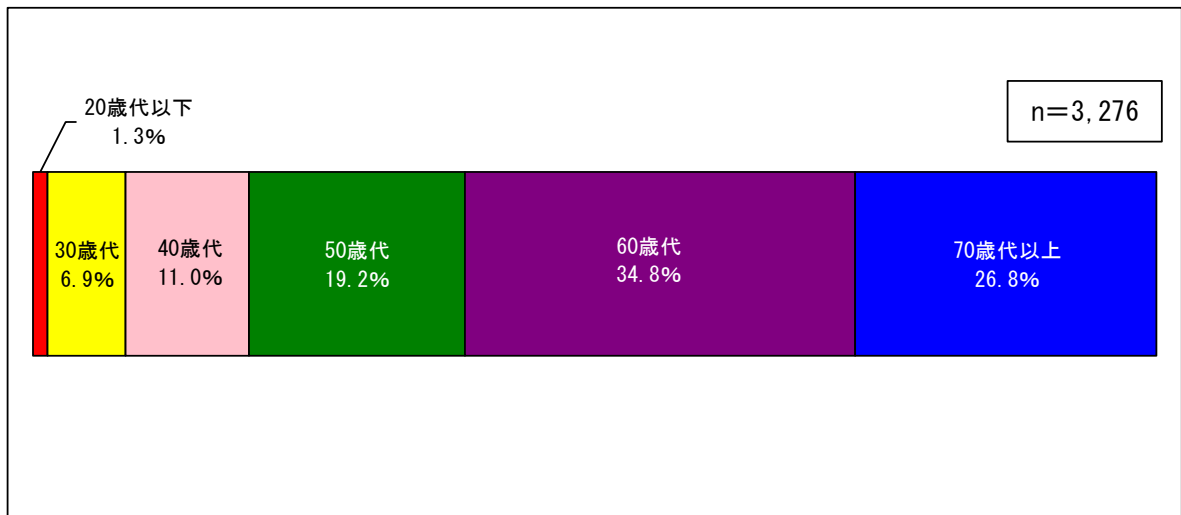 20歳代以下
1.3%
n＝3,276
30歳代
6.9%
40歳代
11.0%
50歳代
19.2%
60歳代
34.8%
70歳代以上
26.8%